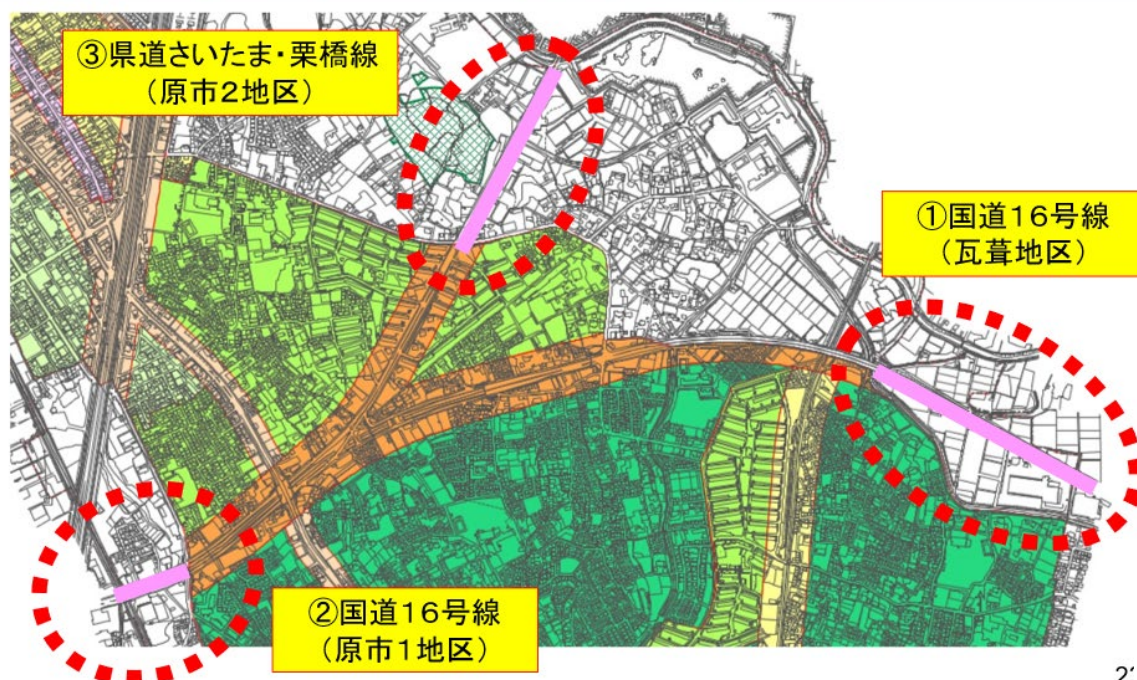 ③県道さいたま・栗橋線
（原市２地区）
①国道１６号線
（瓦葺地区）
②国道１６号線
（原市１地区）